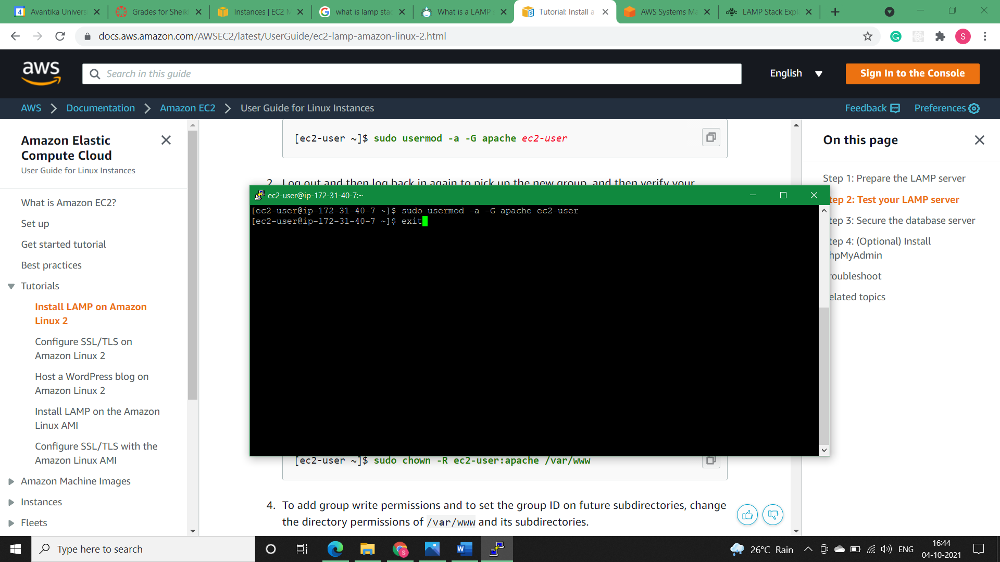 4 Avantika Univers
Grades for Sheik
Instances | EC2 M
what is lamp stac
What is a LAMP s
Tutorial: Install a
AWS Systems Ma
LAMP Stack Expl
docs.aws.amazon.com/AWSEC2/latest/UserGuide/ec2-lamp-amazon-linux-2.html
S
aws
Search in this guide
English
Sign In to the Console
AWS
Documentation
Amazon EC2
User Guide for Linux Instances
Feedback
Preferences
Amazon Elastic
Compute Cloud
User Guide for Linux Instances
What is Amazon EC2?
Set up
Get started tutorial
Best practices
Tutorials
Install LAMP on Amazon
Linux 2
Configure SSL/TLS on
Amazon Linux 2
Host a WordPress blog on
Amazon Linux 2
Install LAMP on the Amazon
Linux AMI
Configure SSL/TLS with the
Amazon Linux AMI
Amazon Machine Images
Instances
Fleets
[ec2-user ~]$ sudo usermod -a -G apache ec2-user
2. Log out and then log back in again to pick up the new group, and then verify your
ec2-user@ip-172-31-40-7:~
[ec2-user@ip-172-31-40-7 ~]$ sudo usermod -a -G apache ec2-user
[ec2-user@ip-172-31-40-7 ~]$ exit
[ec2-user ~]$ sudo chown -R ec2-user:apache /var/www
4. To add group write permissions and to set the group ID on future subdirectories, change
the directory permissions of /var/www and its subdirectories.
On this page
Step 1: Prepare the LAMP server
tep 2: Test your LAMP server
tep 3: Secure the database server
tep 4: (Optional) Install
hpMyAdmin
roubleshoot
elated topics
Type here to search
S
26°C Rain
ENG
16:44
04-10-2021